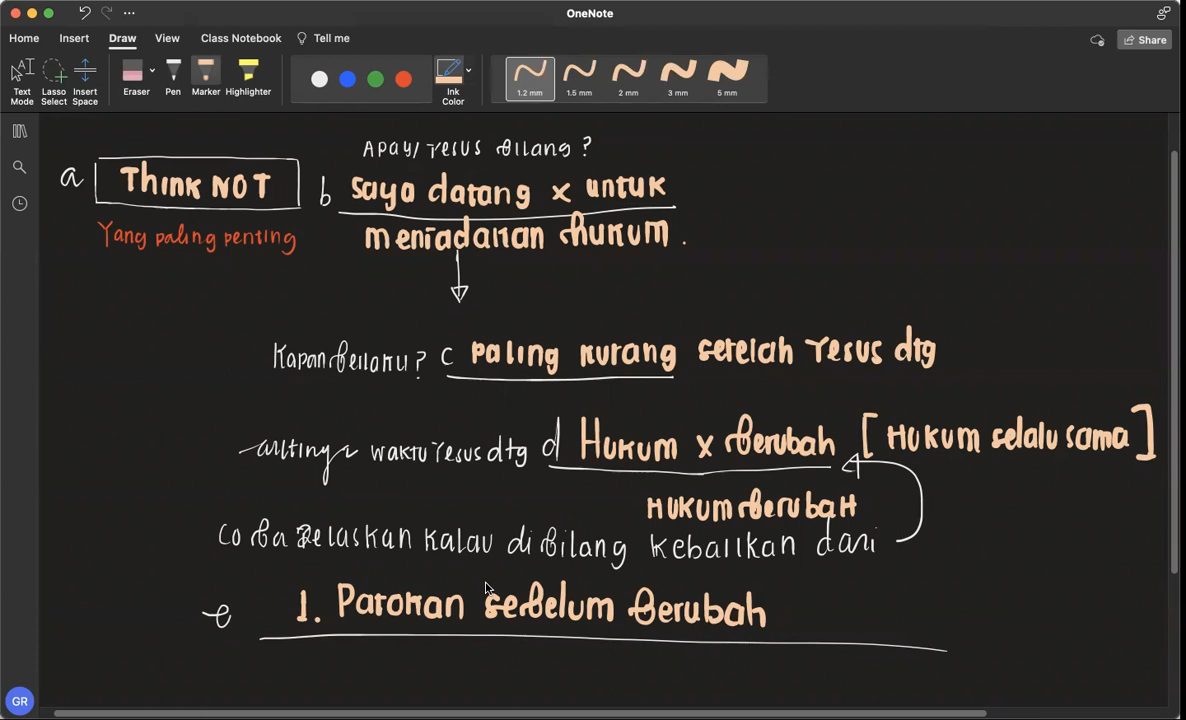 OneNote
Home Insert Draw View Class Notebook Tell me
Share
Text Mode
Lasso Select
Insert Space
Eraser
Pen
Marker
Highlighter
Ink Color
1.2 mm
1.5 mm
2 mm
3 mm
5 mm
Apay Yesus bilang?
a Think NOT b saya datang x untuk
Yang paling penting meniadakan hukum.
Kapan berlaku? c paling kurang setelah Yesus dtg
waktu Yesus dtg d Hukum x berubah [Hukum selalu sama]
Hukum berubah
Coba jelaskan kalau dibilang kebalikan dari
e 1. Patokan sebelum berubah
GR